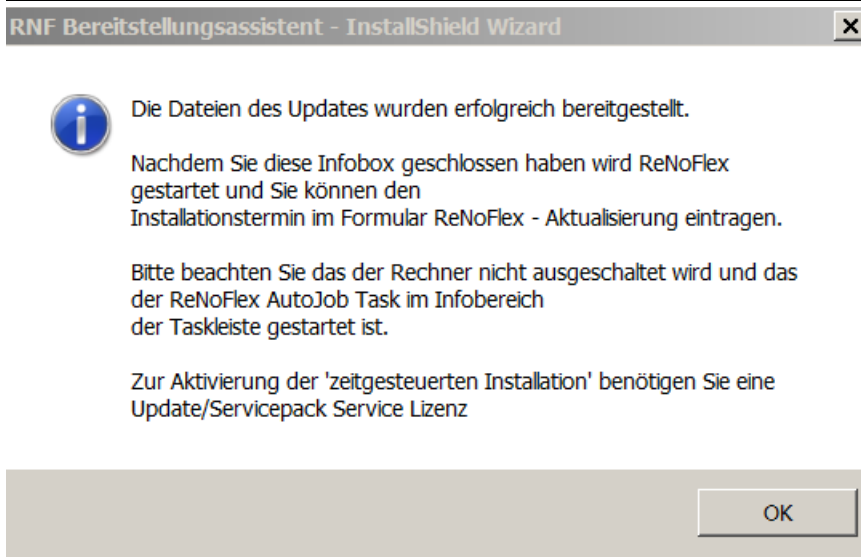 RNF Bereitstellungsassistent - InstallShield Wizard
Die Dateien des Updates wurden erfolgreich bereitgestellt.
Nachdem Sie diese Infobox geschlossen haben wird ReNoFlex
gestartet und Sie können den
Installationstermin im Formular ReNoFlex - Aktualisierung eintragen.
Bitte beachten Sie das der Rechner nicht ausgeschaltet wird und das
der ReNoFlex AutoJob Task im Infobereich
der Taskleiste gestartet ist.
Zur Aktivierung der 'zeitgesteuerten Installation' benötigen Sie eine
Update/Servicepack Service Lizenz
OK